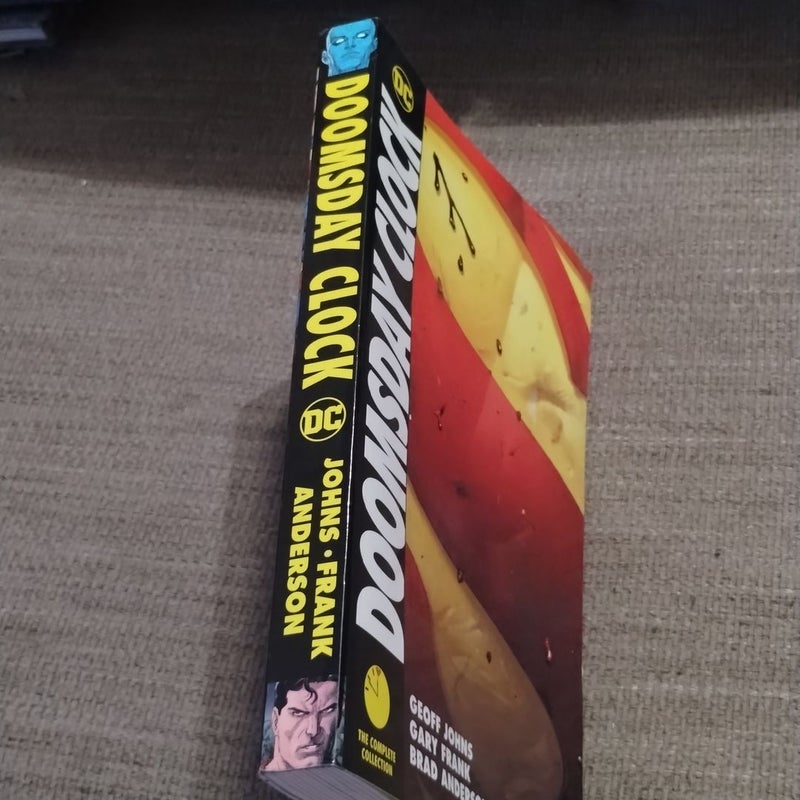 DOOMSDAY CLOCK
DC
JOHNS • FRANK
ANDERSON
DC
DOOMSDAY CLOCK
THE COMPLETE
COLLECTION
GEOFF JOHNS
GARY FRANK
BRAD ANDERSON